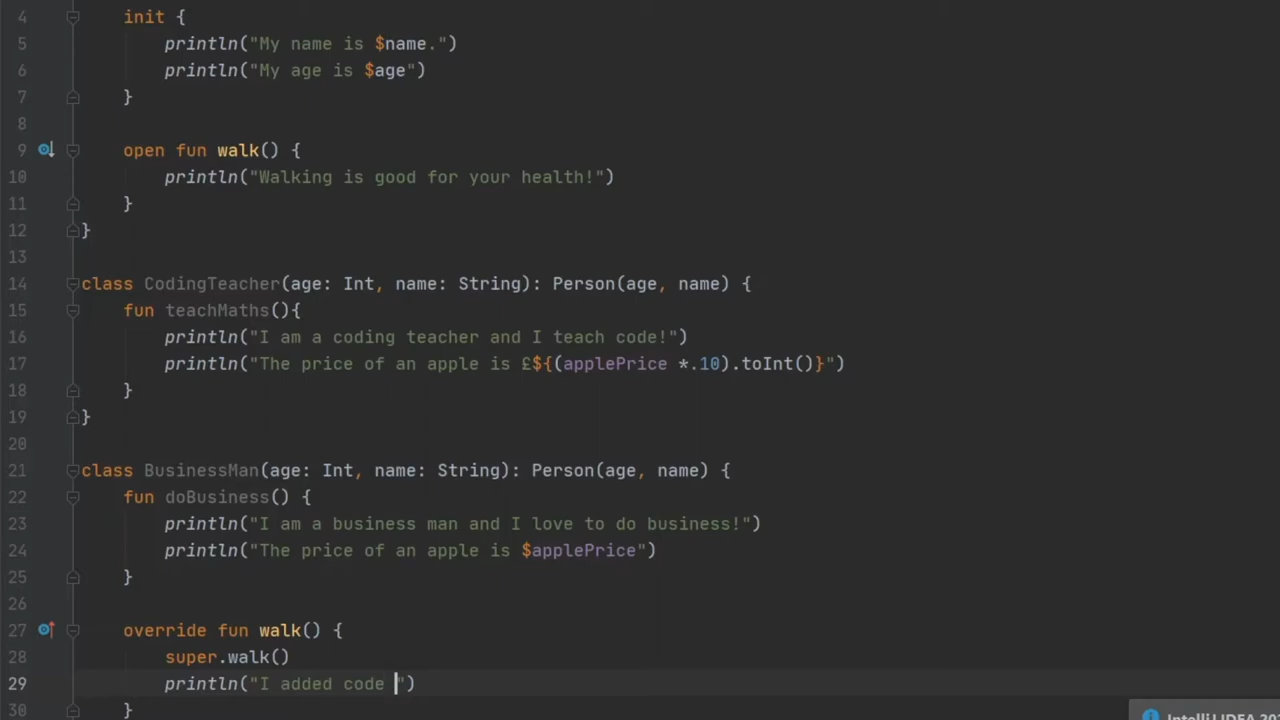 4 init {
5 println("My name is $name.")
6 println("My age is $age")
7 }
8
9 open fun walk() {
10 println("Walking is good for your health!")
11 }
12 }
13
14 class CodingTeacher(age: Int, name: String): Person(age, name) {
15 fun teachMaths(){
16 println("I am a coding teacher and I teach code!")
17 println("The price of an apple is £${(applePrice *.10).toInt()}")
18 }
19 }
20
21 class BusinessMan(age: Int, name: String): Person(age, name) {
22 fun doBusiness() {
23 println("I am a business man and I love to do business!")
24 println("The price of an apple is $applePrice")
25 }
26
27 override fun walk() {
28 super.walk()
29 println("I added code ")
30 }
IntelliJ IDEA